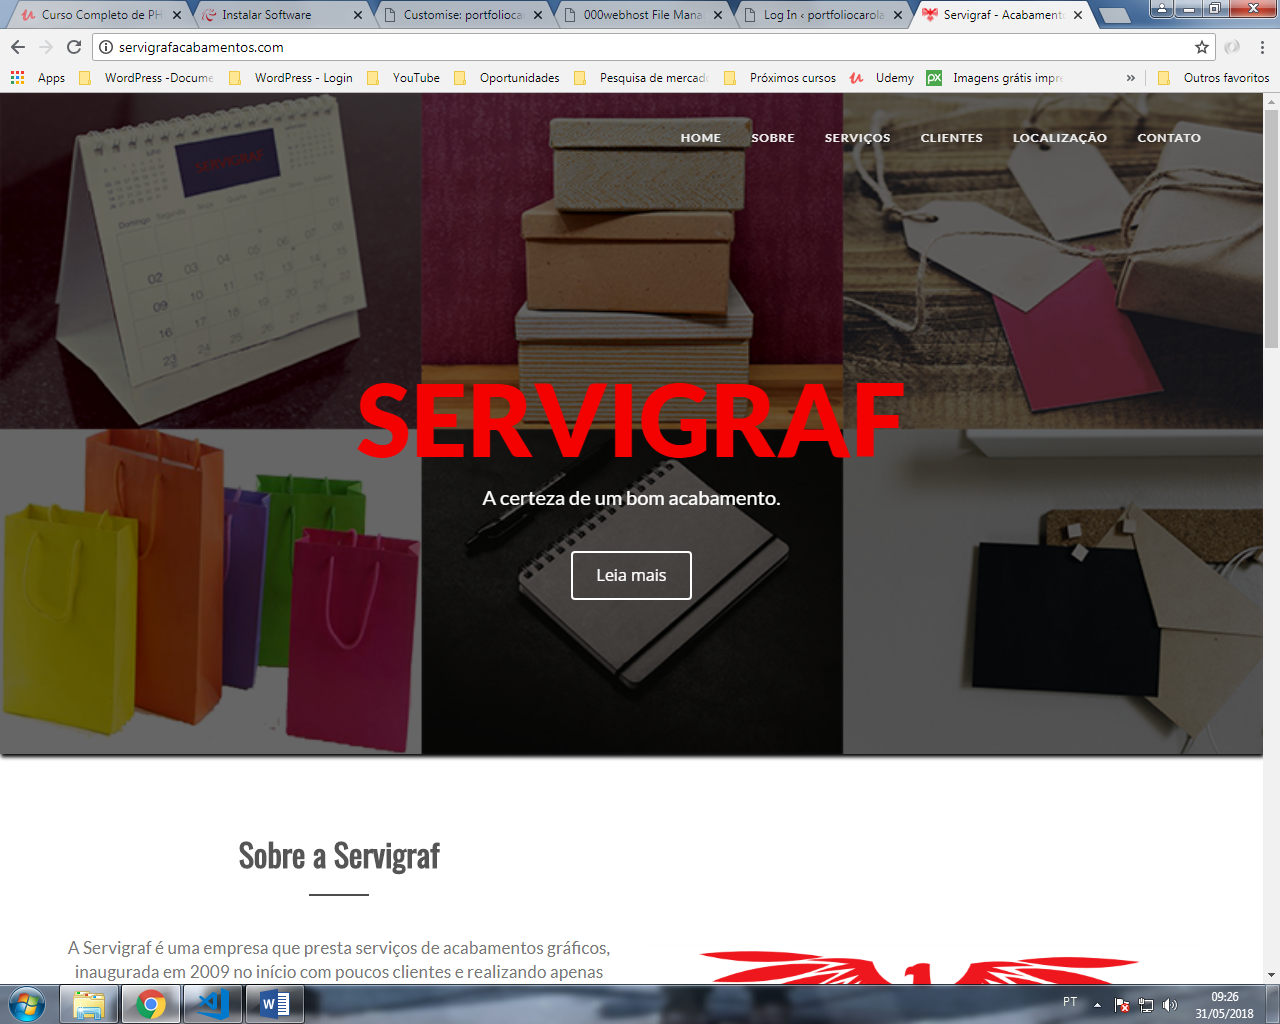 Curso Completo de PH
Instalar Software
Customise: portfolioca
000webhost File Mana
Log In ‹ portfoliocarola
Servigraf - Acabament
servigrafacabamentos.com
Apps
WordPress -Docume
WordPress - Login
YouTube
Oportunidades
Pesquisa de mercado
Próximos cursos
Udemy
Imagens grátis impre
»
Outros favoritos
HOME SOBRE SERVIÇOS CLIENTES LOCALIZAÇÃO CONTATO
SERVIGRAF
SERVIGRAF
A certeza de um bom acabamento.
Leia mais
Sobre a Servigraf
A Servigraf é uma empresa que presta serviços de acabamentos gráficos,
inaugurada em 2009 no início com poucos clientes e realizando apenas
PT
09:26
31/05/2018